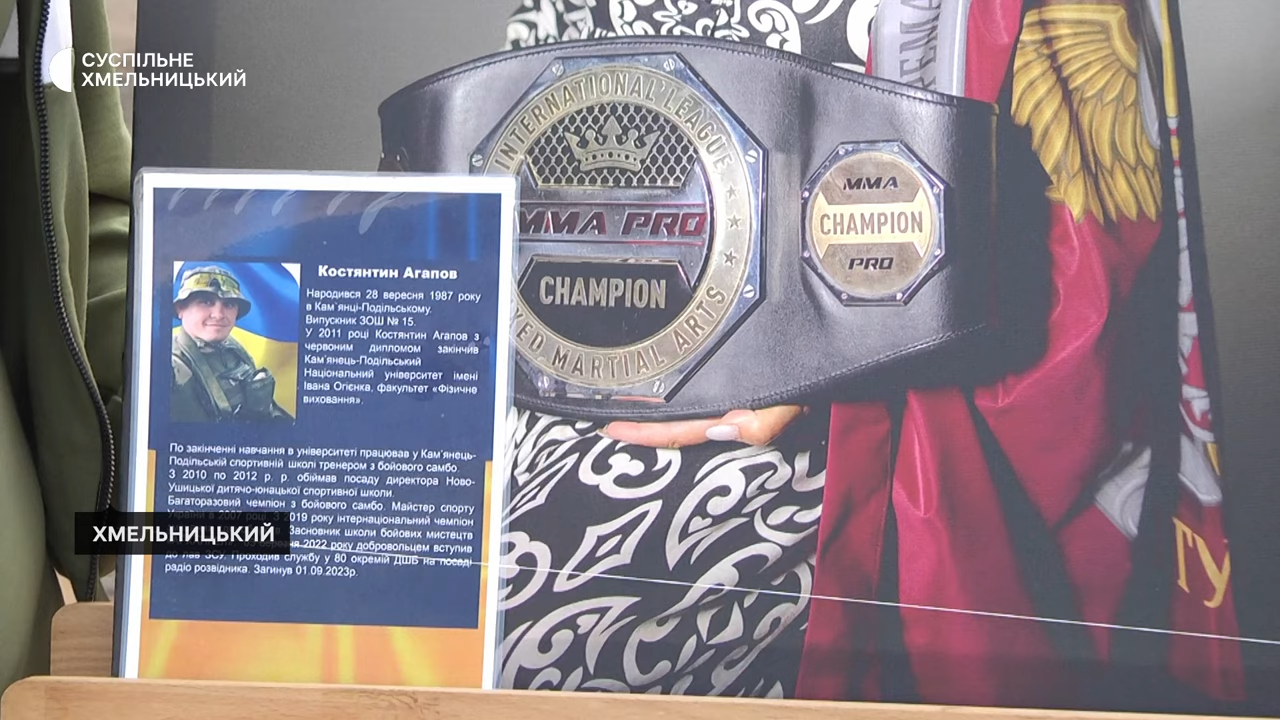 СУСПІЛЬНЕ
ХМЕЛЬНИЦЬКИЙ
INTERNATIONAL LEAGUE
MMA PRO
CHAMPION
MARTIAL ARTS
MMA
CHAMPION
PRO
Костянтин Агапов
Народився 28 вересня 1987 року
в Кам'янці-Подільському.
Випускник ЗОШ № 15.
У 2011 році Костянтин Агапов з
червоним дипломом закінчив
Кам'янець-Подільський
Національний університет імені
Івана Огієнка, факультет «Фізичне
виховання».
По закінченні навчання в університеті працював у Кам'янець-
Подільській спортивній школі тренером з бойового самбо.
З 2010 по 2012 р. р. обіймав посаду директора Ново-
Ушицької дитячо-юнацької спортивної школи.
Багаторазовий чемпіон з бойового самбо. Майстер спорту
України в 2007 році. З 2019 року інтернаціональний чемпіон
Засновник школи бойових мистецтв
2022 року добровольцем вступив
до лав ЗСУ. Проходив службу у 80 окремій ДШБ на посаді
радіо розвідника. Загинув 01.09.2023р.
ХМЕЛЬНИЦЬКИЙ
ГУ